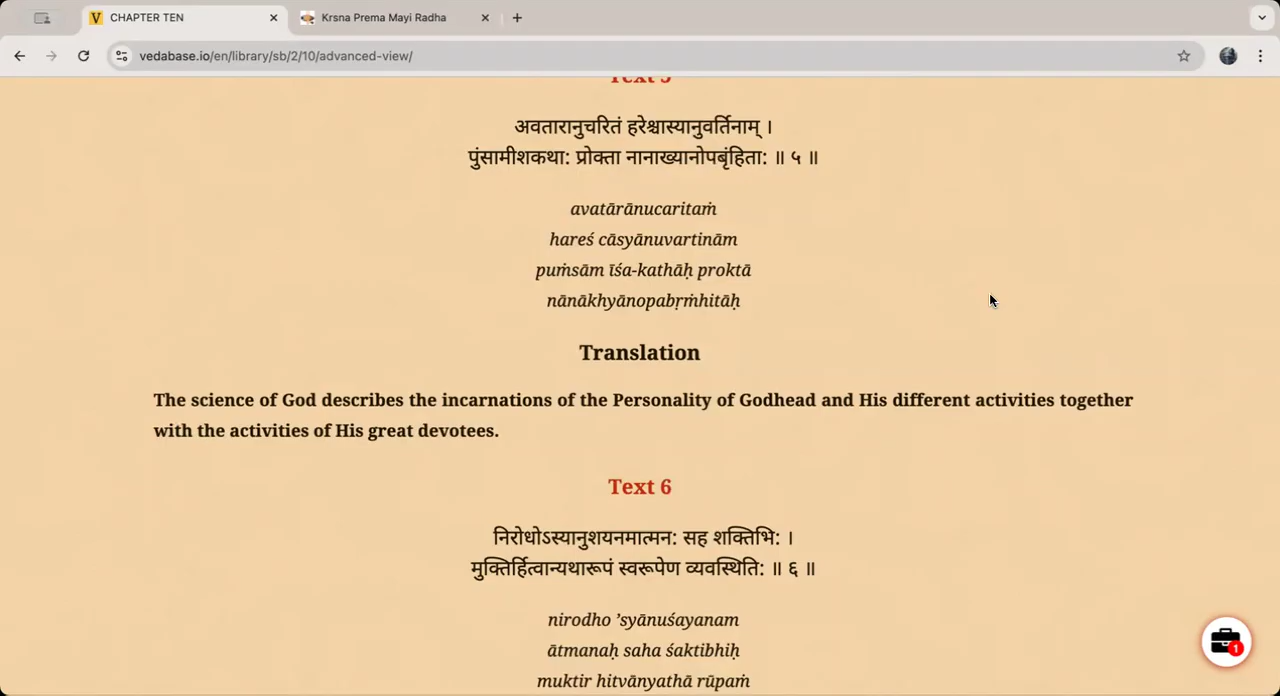 CHAPTER TEN
Krsna Prema Mayi Radha
vedabase.io/en/library/sb/2/10/advanced-view/
Text 5
अवतारानुचरितं हरेश्चास्यानुवर्तिनाम् ।
पुंसामीशकथा: प्रोक्ता नानाख्यानोपबृंहिता: ॥ ५ ॥
avatārānucaritaṁ
hareś cāsyānuvartinām
puṁsām īśa-kathāḥ proktā
nānākhyānopabṛṁhitāḥ
Translation
The science of God describes the incarnations of the Personality of Godhead and His different activities together
with the activities of His great devotees.
Text 6
निरोधोऽस्यानुशयनमात्मन: सह शक्तिभि: ।
मुक्तिर्हित्वान्यथारूपं स्वरूपेण व्यवस्थिति: ॥ ६ ॥
nirodho ’syānuśayanam
ātmanaḥ saha śaktibhiḥ
muktir hitvānyathā rūpaṁ
1